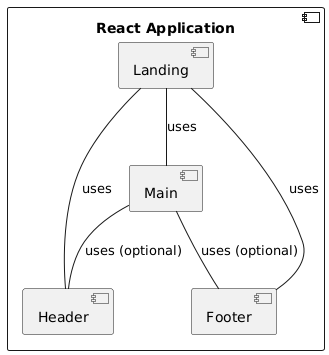 React Application
Landing
uses
Main
uses
uses
uses (optional)
uses (optional)
Header
Footer